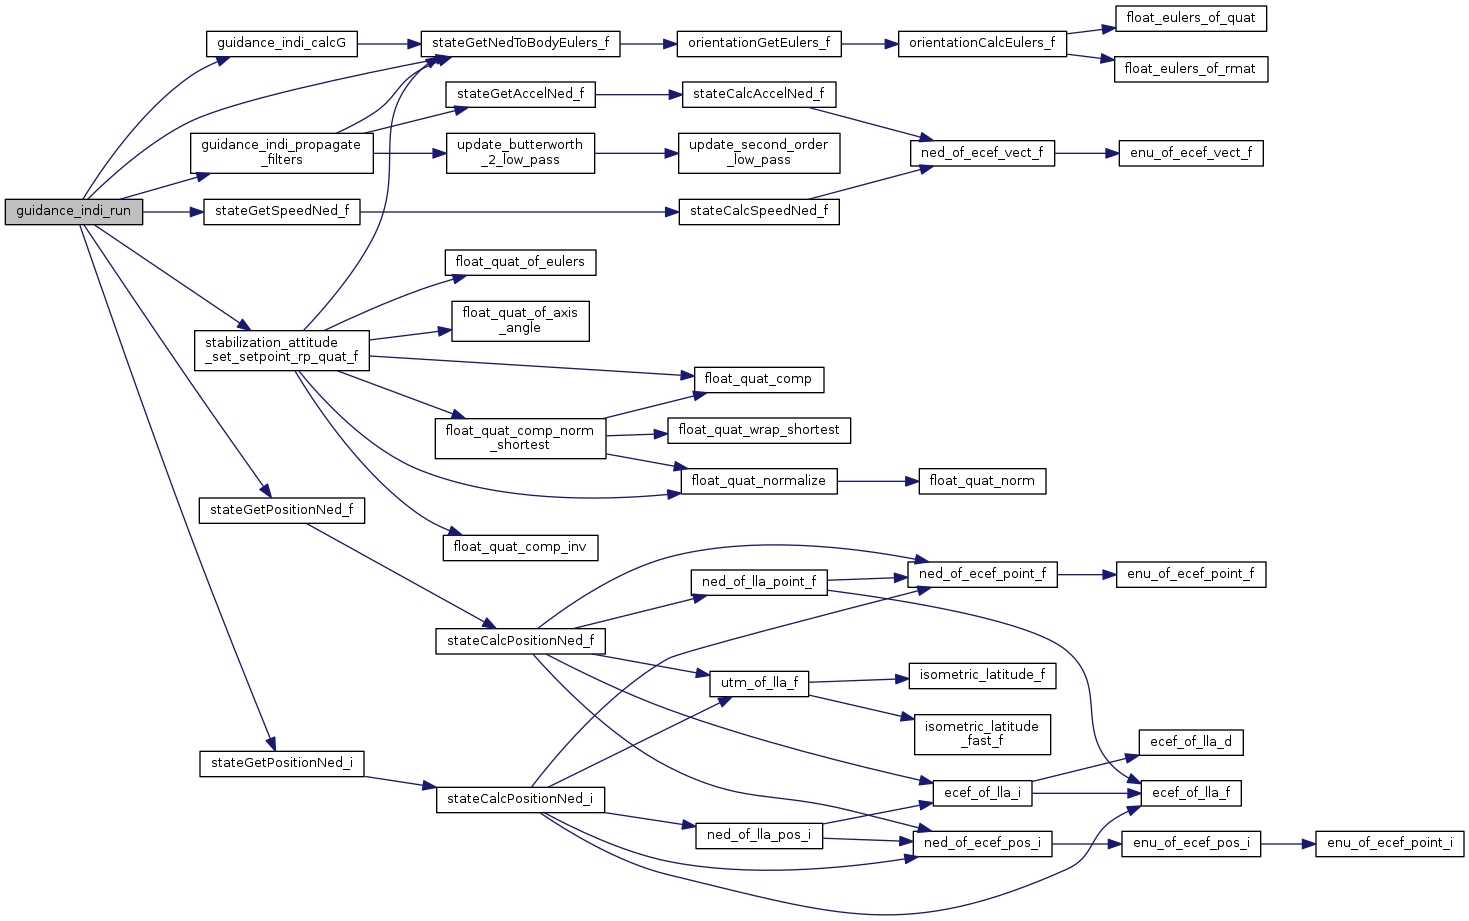 guidance_indi_run
guidance_indi_calcG
guidance_indi_propagate
_filters
stateGetSpeedNed_f
stabilization_attitude
_set_setpoint_rp_quat_f
stateGetPositionNed_f
stateGetPositionNed_i
stateGetNedToBodyEulers_f
stateGetAccelNed_f
update_butterworth
_2_low_pass
float_quat_of_eulers
float_quat_of_axis
_angle
float_quat_comp_norm
_shortest
float_quat_comp_inv
stateCalcPositionNed_f
stateCalcPositionNed_i
orientationGetEulers_f
stateCalcAccelNed_f
update_second_order
_low_pass
stateCalcSpeedNed_f
float_quat_comp
float_quat_wrap_shortest
float_quat_normalize
ned_of_lla_point_f
utm_of_lla_f
ned_of_lla_pos_i
orientationCalcEulers_f
ned_of_ecef_vect_f
float_quat_norm
ned_of_ecef_point_f
isometric_latitude_f
isometric_latitude
_fast_f
ecef_of_lla_i
ned_of_ecef_pos_i
float_eulers_of_quat
float_eulers_of_rmat
enu_of_ecef_vect_f
enu_of_ecef_point_f
ecef_of_lla_d
ecef_of_lla_f
enu_of_ecef_pos_i
enu_of_ecef_point_i